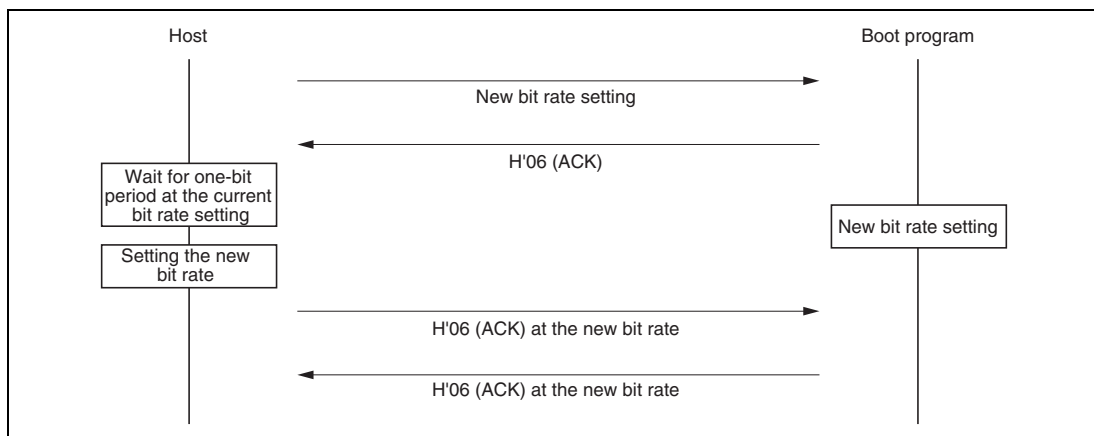 Host
Boot program
New bit rate setting
H'06 (ACK)
Wait for one-bit
period at the current
bit rate setting
New bit rate setting
Setting the new
bit rate
H'06 (ACK) at the new bit rate
H'06 (ACK) at the new bit rate